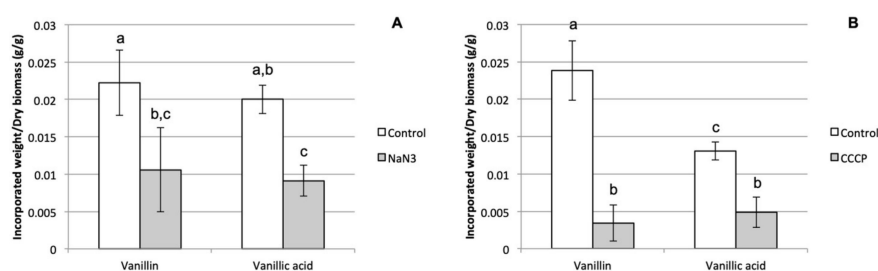 A
Incorporated weight/Dry biomass (g/g)
0.03
0.025
0.02
0.015
0.01
0.005
0
a
b,c
a,b
c
Vanillin
Vanillic acid
Control
NaN3
B
Incorporated weight/Dry biomass (g/g)
0.03
0.025
0.02
0.015
0.01
0.005
0
a
b
c
b
Vanillin
Vanillic acid
Control
CCCP